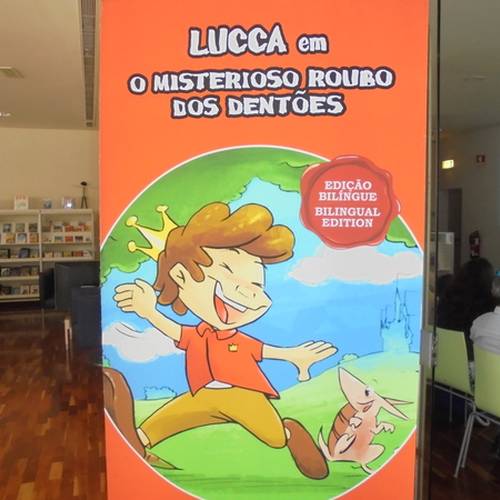 LUCCA em
O MISTERIOSO ROUBO
DOS DENTÕES
EDIÇÃO
BILÍNGUE
BILINGUAL
EDITION